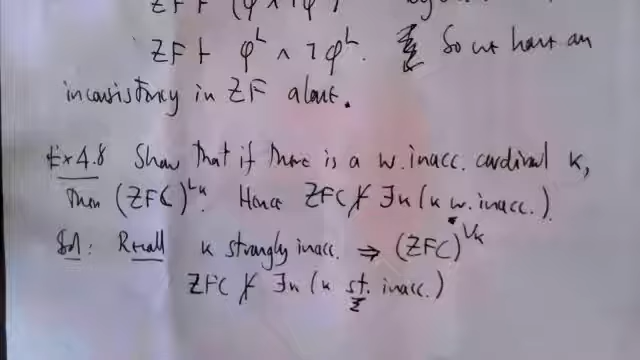 ZF ⊢ (φ ∧ ¬φ)
ZF ⊢ φ^L ∧ ¬φ^L. So we have an
inconsistency in ZF alone.
Ex 4.8 Show that if there is a w. inacc. cardinal κ,
then (ZFC)^{L_κ}. Hence ZFC ⊬ ∃κ (κ w. inacc.)
Sol: Recall κ strongly inacc. ⇒ (ZFC)^{V_κ}
ZFC ⊬ ∃κ (κ st. inacc.)